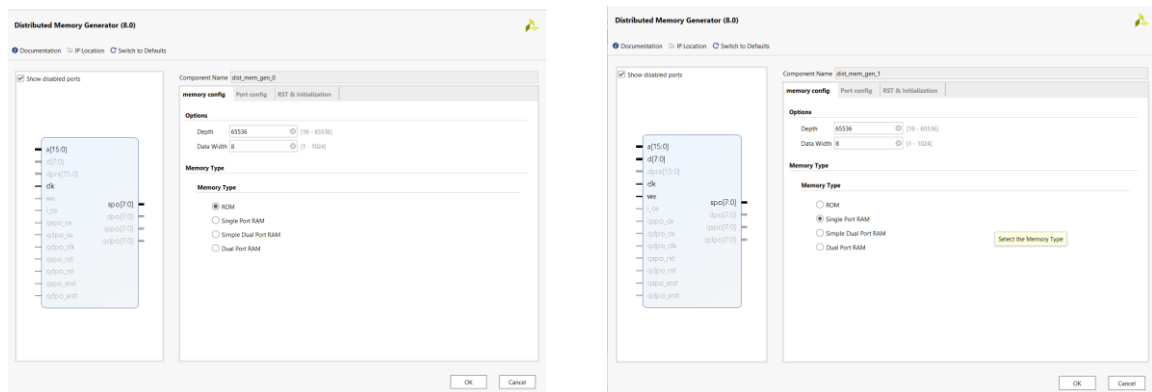 Distributed Memory Generator (8.0)
Documentation IP Location Switch to Defaults
Show disabled ports
a[15:0]
d[7:0]
dpra[15:0]
clk
we
i_ce
qspo_ce
qdpo_ce
qdpo_clk
qspo_rst
qdpo_rst
qspo_srst
qdpo_srst
spo[7:0]
dpo[7:0]
qspo[7:0]
qdpo[7:0]
Component Name dist_mem_gen_0
memory config Port config RST & Initialization
Options
Depth 65536 [16 - 65536]
Data Width 8 [1 - 1024]
Memory Type
Memory Type
ROM
Single Port RAM
Simple Dual Port RAM
Dual Port RAM
OK Cancel
Distributed Memory Generator (8.0)
Documentation IP Location Switch to Defaults
Show disabled ports
a[15:0]
d[7:0]
dpra[15:0]
clk
we
i_ce
qspo_ce
qdpo_ce
qdpo_clk
qspo_rst
qdpo_rst
qspo_srst
qdpo_srst
spo[7:0]
dpo[7:0]
qspo[7:0]
qdpo[7:0]
Component Name dist_mem_gen_1
memory config Port config RST & Initialization
Options
Depth 65536 [16 - 65536]
Data Width 8 [1 - 1024]
Memory Type
Memory Type
ROM
Single Port RAM
Simple Dual Port RAM
Dual Port RAM
Select the Memory Type
OK Cancel